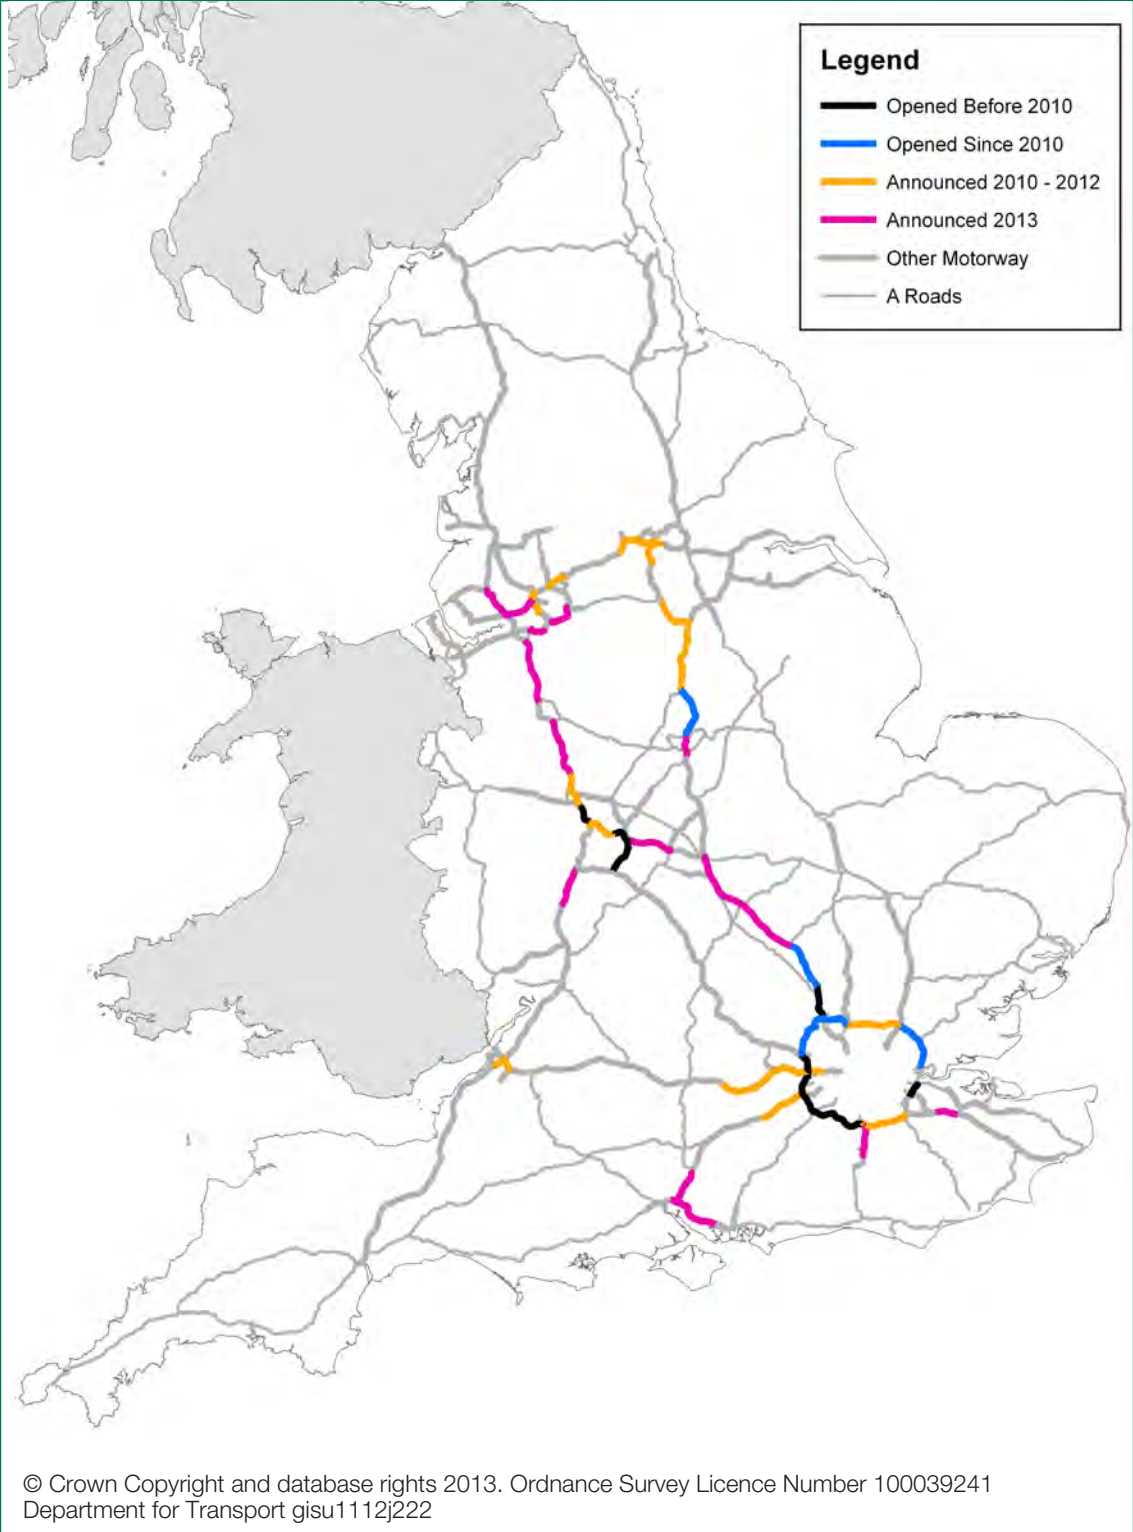 Legend
Opened Before 2010
Opened Since 2010
Announced 2010 - 2012
Announced 2013
Other Motorway
A Roads
© Crown Copyright and database rights 2013. Ordnance Survey Licence Number 100039241
Department for Transport gisu1112j222